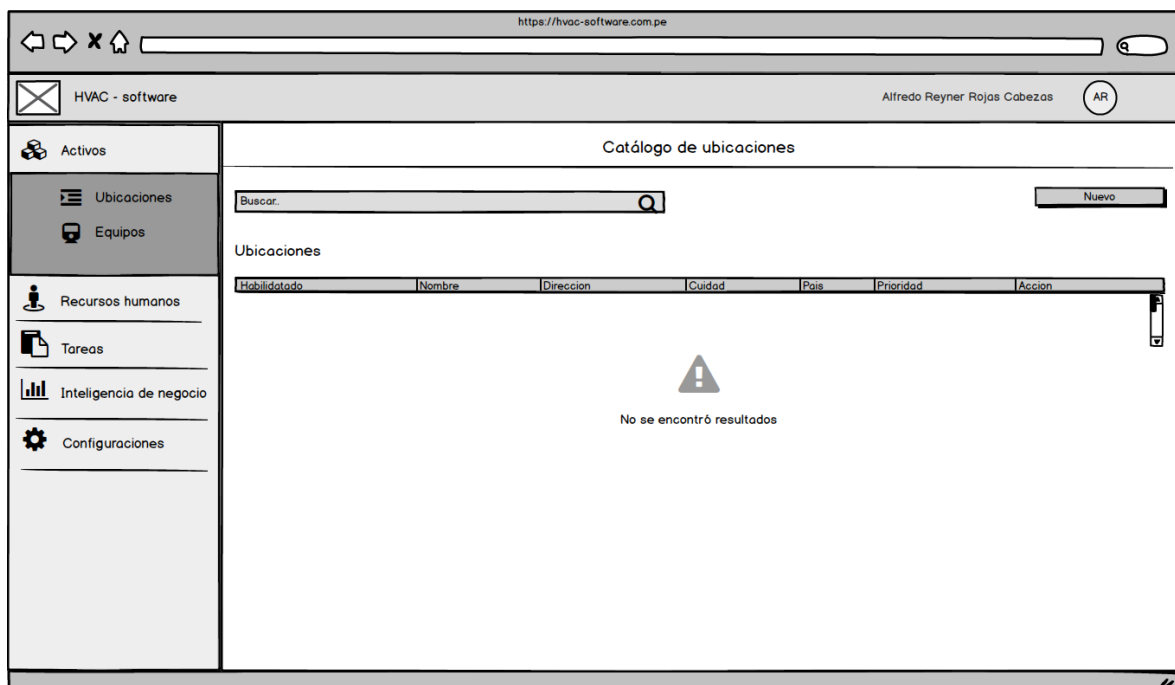 https://hvac-software.com.pe
HVAC - software
Alfredo Reyner Rojas Cabezas
AR
Activos
Ubicaciones
Equipos
Recursos humanos
Tareas
Inteligencia de negocio
Configuraciones
Catálogo de ubicaciones
Buscar..
Nuevo
Ubicaciones
Habilidatado Nombre Direccion Cuidad Pais Prioridad Accion
No se encontró resultados